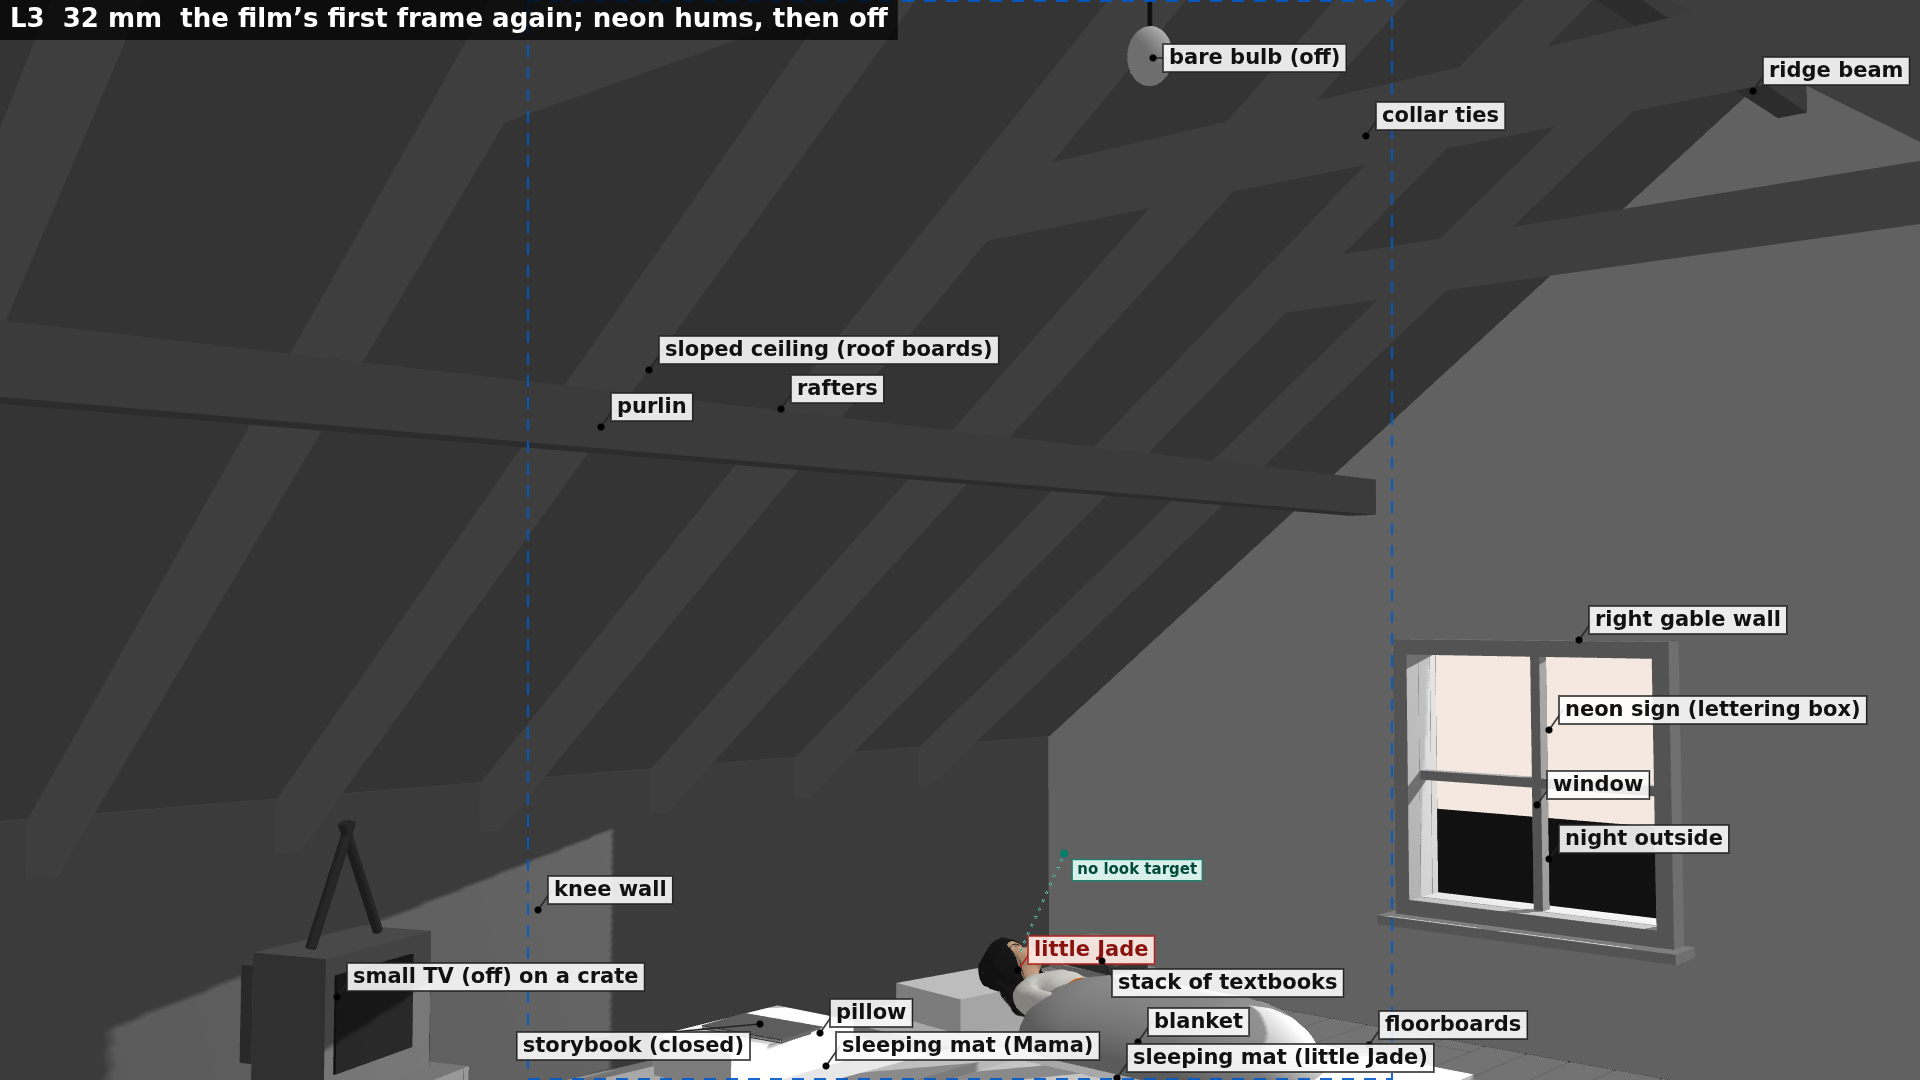 L3  32 mm  the film’s first frame again; neon hums, then off
bare bulb (off)
ridge beam
collar ties
sloped ceiling (roof boards)
rafters
purlin
right gable wall
neon sign (lettering box)
window
night outside
no look target
knee wall
little Jade
small TV (off) on a crate
stack of textbooks
pillow
blanket
floorboards
storybook (closed)
sleeping mat (Mama)
sleeping mat (little Jade)